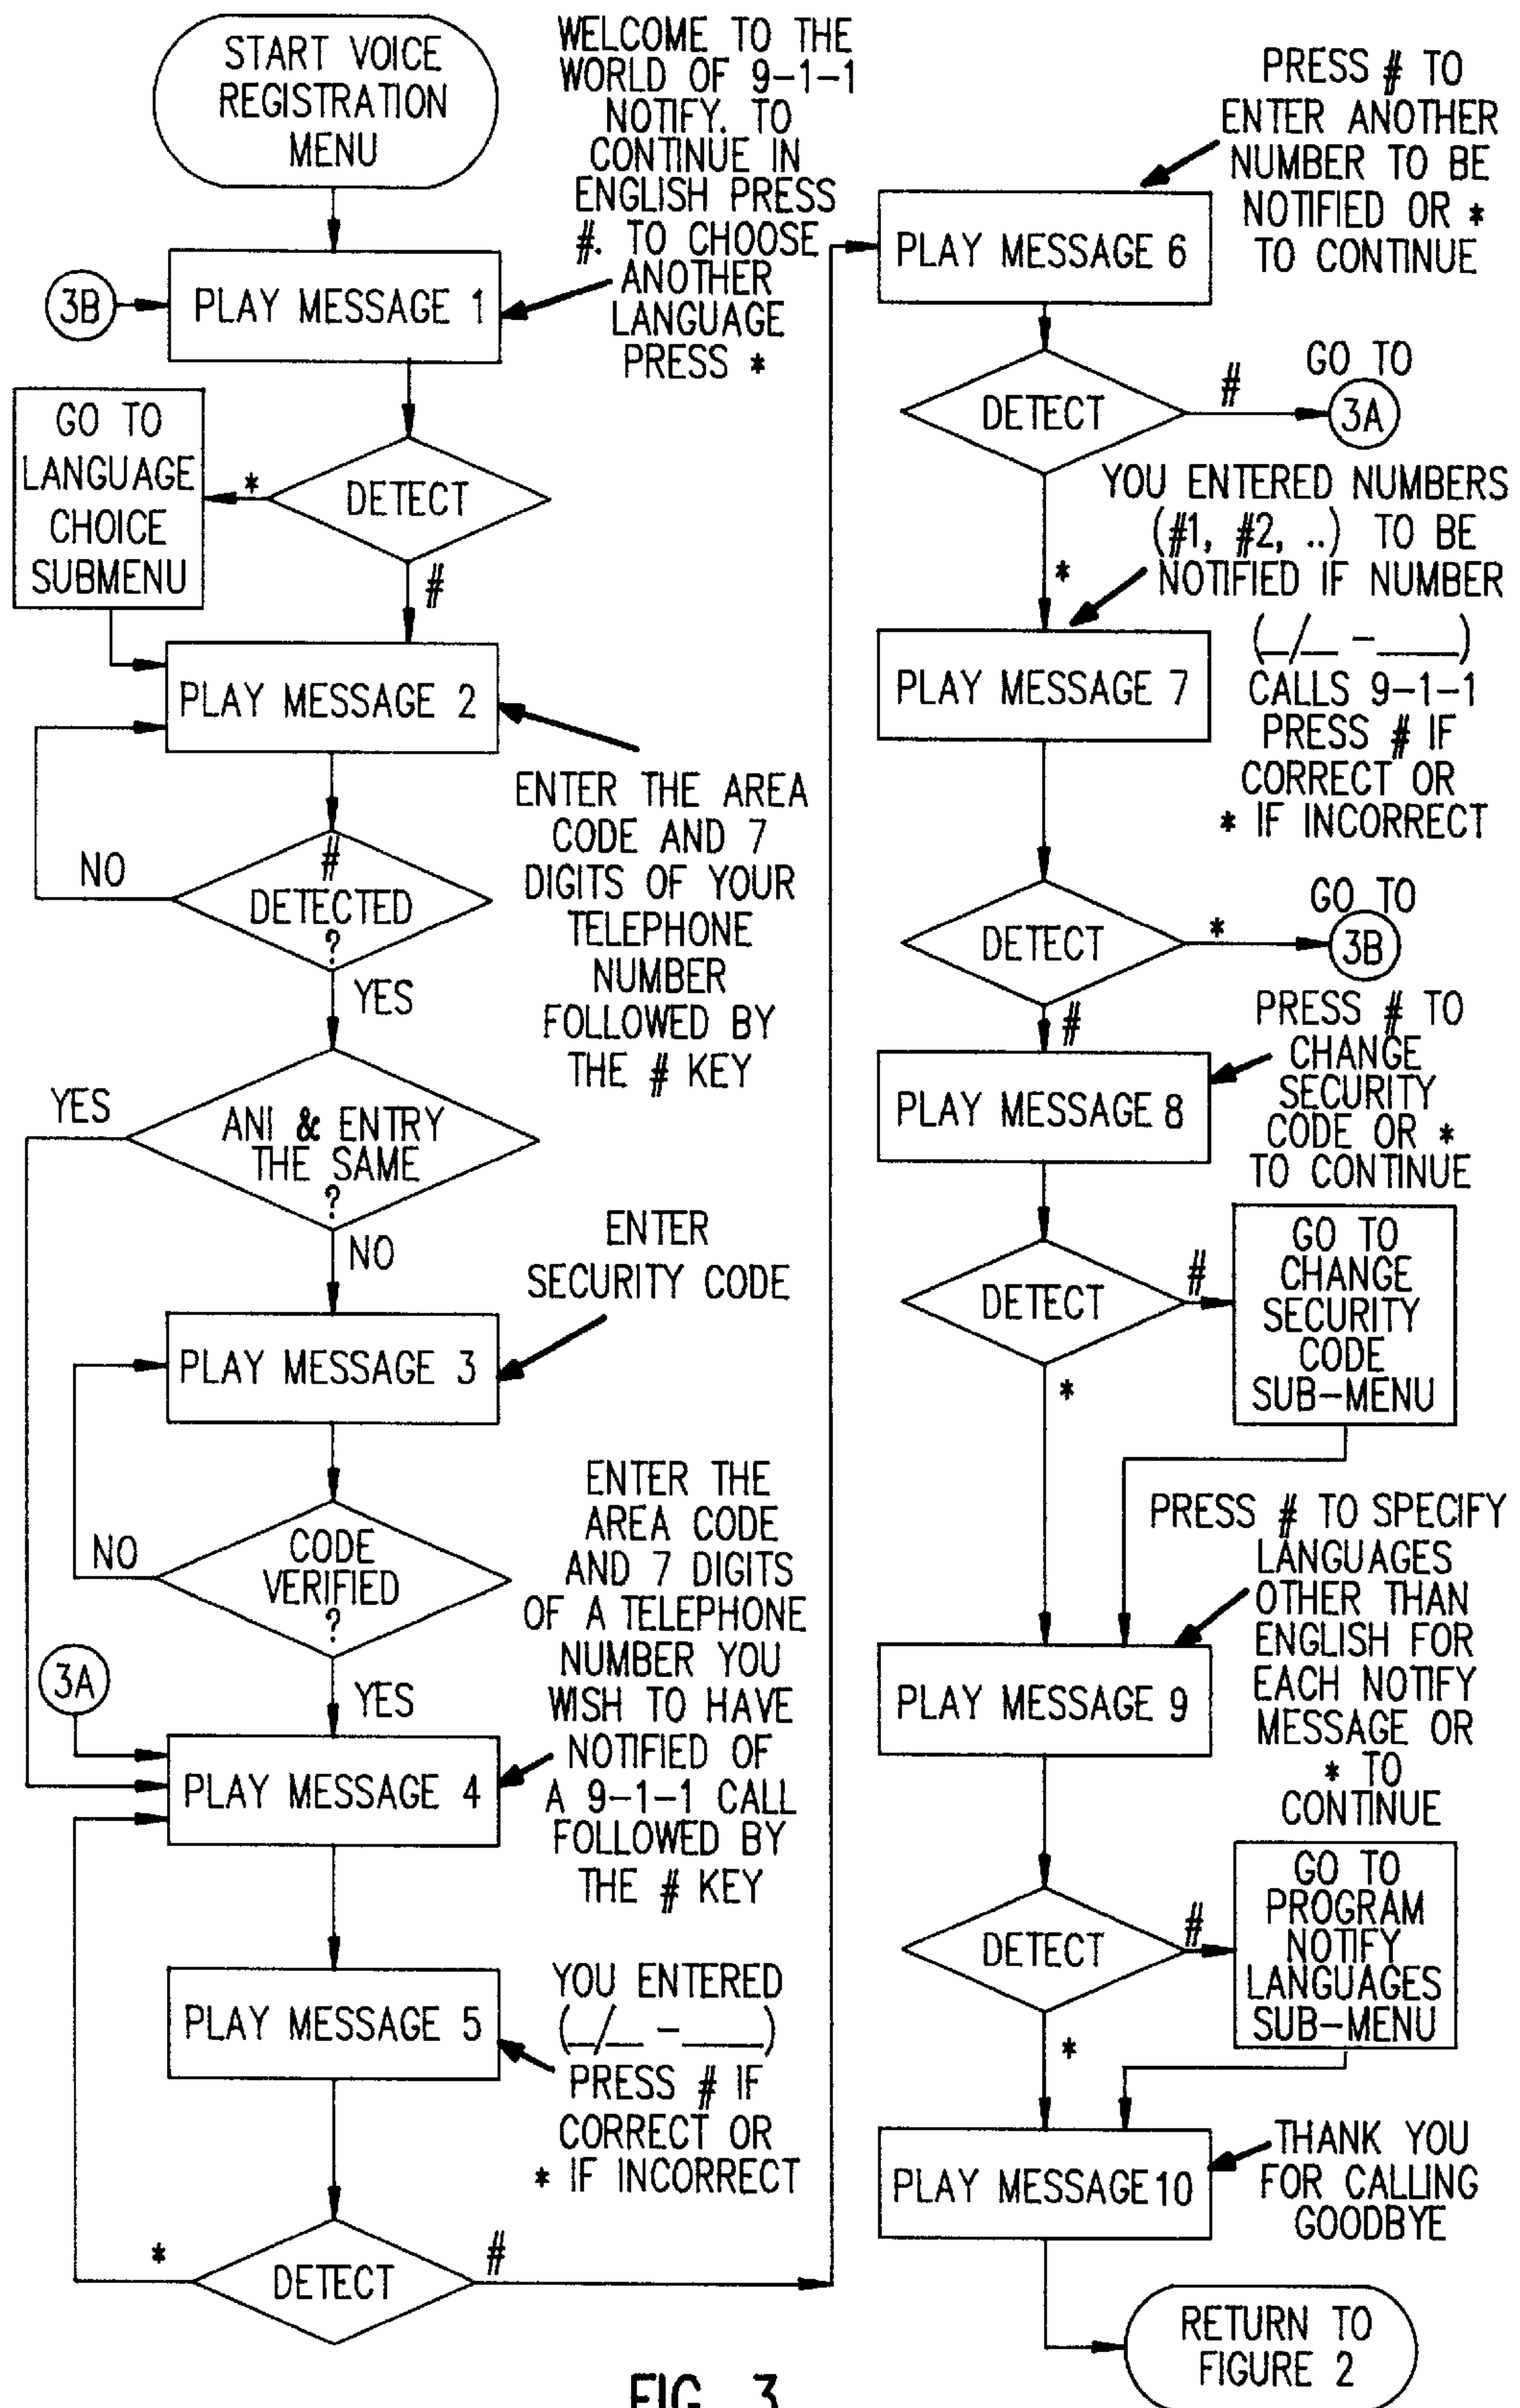 START VOICE
REGISTRATION
MENU
WELCOME TO THE
WORLD OF 9-1-1
NOTIFY. TO
CONTINUE IN
ENGLISH PRESS
#. TO CHOOSE
ANOTHER
LANGUAGE
PRESS *
3B
PLAY MESSAGE 1
GO TO
LANGUAGE
CHOICE
SUBMENU
*
DETECT
#
PLAY MESSAGE 2
ENTER THE AREA
CODE AND 7
DIGITS OF YOUR
TELEPHONE
NUMBER
FOLLOWED BY
THE # KEY
NO
#
DETECTED
?
YES
YES
ANI & ENTRY
THE SAME
?
NO
ENTER
SECURITY CODE
PLAY MESSAGE 3
NO
CODE
VERIFIED
?
YES
3A
ENTER THE
AREA CODE
AND 7 DIGITS
OF A TELEPHONE
NUMBER YOU
WISH TO HAVE
NOTIFIED OF
A 9-1-1 CALL
FOLLOWED BY
THE # KEY
PLAY MESSAGE 4
PLAY MESSAGE 5
YOU ENTERED
(_/__ -____)
PRESS # IF
CORRECT OR
* IF INCORRECT
*
DETECT
#
PRESS # TO
ENTER ANOTHER
NUMBER TO BE
NOTIFIED OR *
TO CONTINUE
PLAY MESSAGE 6
DETECT
#
GO TO
3A
*
YOU ENTERED NUMBERS
(#1, #2, ..) TO BE
NOTIFIED IF NUMBER
(_/__ -____)
CALLS 9-1-1
PRESS # IF
CORRECT OR
* IF INCORRECT
PLAY MESSAGE 7
DETECT
*
GO TO
3B
#
PRESS # TO
CHANGE
SECURITY
CODE OR *
TO CONTINUE
PLAY MESSAGE 8
DETECT
#
GO TO
CHANGE
SECURITY
CODE
SUB-MENU
*
PRESS # TO SPECIFY
LANGUAGES
OTHER THAN
ENGLISH FOR
EACH NOTIFY
MESSAGE OR
* TO
CONTINUE
PLAY MESSAGE 9
DETECT
#
GO TO
PROGRAM
NOTIFY
LANGUAGES
SUB-MENU
*
PLAY MESSAGE 10
THANK YOU
FOR CALLING
GOODBYE
RETURN TO
FIGURE 2
FIG. 3